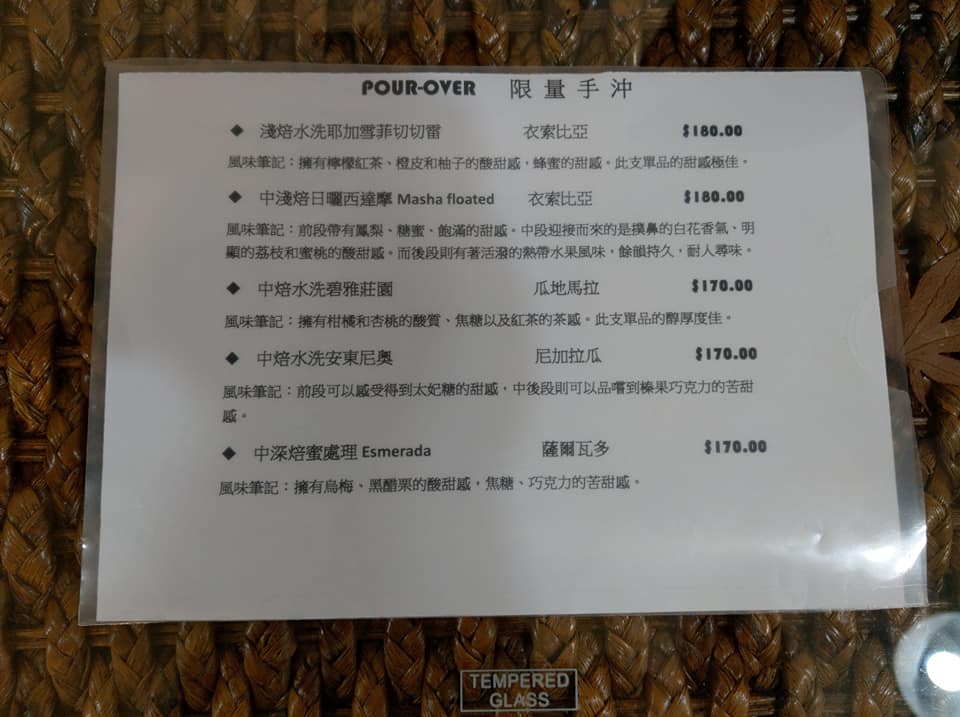 POUR-OVER 限量手沖
◆ 淺焙水洗耶加雪菲切切雷 衣索比亞 $180.00
風味筆記：擁有檸檬紅茶、橙皮和柚子的酸甜感，蜂蜜的甜感。此支單品的甜感極佳。
◆ 中淺焙日曬西達摩 Masha floated 衣索比亞 $180.00
風味筆記：前段帶有鳳梨、糖蜜、飽滿的甜感。中段迎接而來的是撲鼻的白花香氣、明
顯的荔枝和蜜桃的酸甜感。而後段則有著活潑的熱帶水果風味，餘韻持久，耐人尋味。
◆ 中焙水洗碧雅莊園 瓜地馬拉 $170.00
風味筆記：擁有柑橘和杏桃的酸質、焦糖以及紅茶的茶感。此支單品的醇厚度佳。
◆ 中焙水洗安東尼奧 尼加拉瓜 $170.00
風味筆記：前段可以感受得到太妃糖的甜感，中後段則可以品嚐到榛果巧克力的苦甜
感。
◆ 中深焙蜜處理 Esmerada 薩爾瓦多 $170.00
風味筆記：擁有烏梅、黑醋栗的酸甜感，焦糖、巧克力的苦甜感。
TEMPERED
GLASS